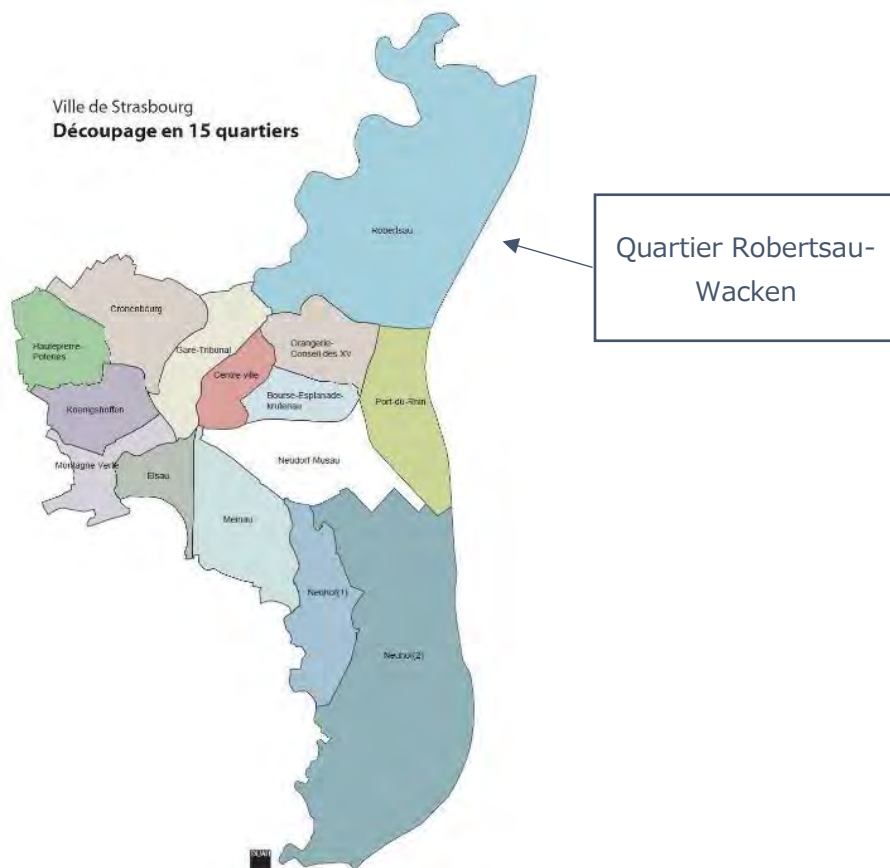 Ville de Strasbourg
Découpage en 15 quartiers
Robertsau
Quartier Robertsau-
Wacken
Cronenbourg
Hautepierre-
Poteries
Gare-Tribunal
Orangerie-
Conseil des XV
Centre-ville
Bourse-Esplanade-
krutenau
Port-du-Rhin
Koenigshoffen
Montagne Verte
Elsau
Neudorf-Musau
Meinau
Neuhof(1)
Neuhof(2)